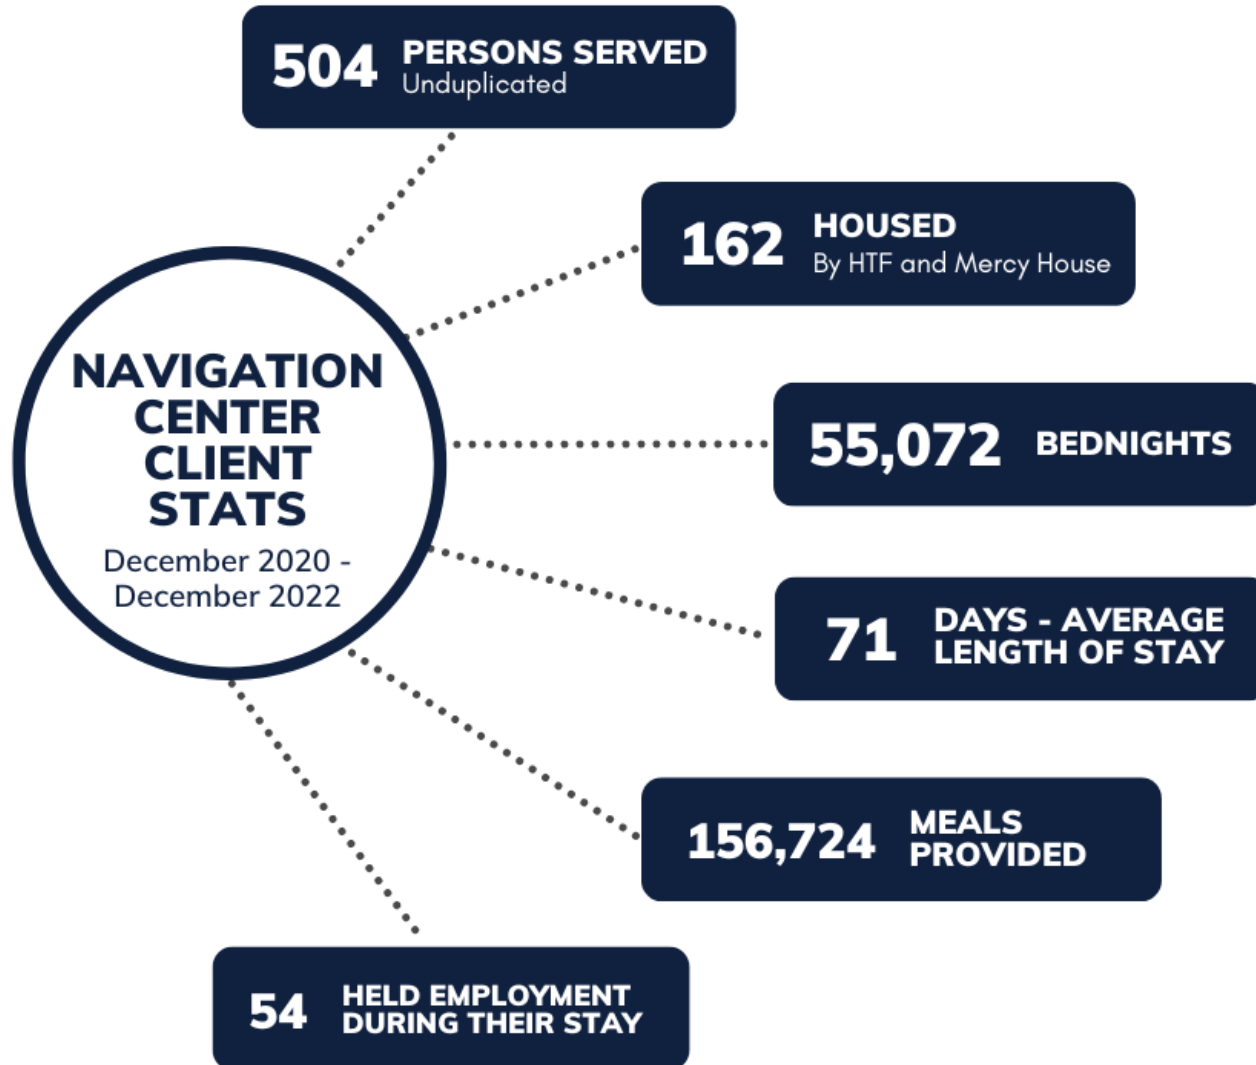 504 PERSONS SERVED
Unduplicated
162 HOUSED
By HTF and Mercy House
NAVIGATION
CENTER
CLIENT
STATS
December 2020 -
December 2022
55,072 BEDNIGHTS
71 DAYS - AVERAGE
LENGTH OF STAY
156,724 MEALS
PROVIDED
54 HELD EMPLOYMENT
DURING THEIR STAY